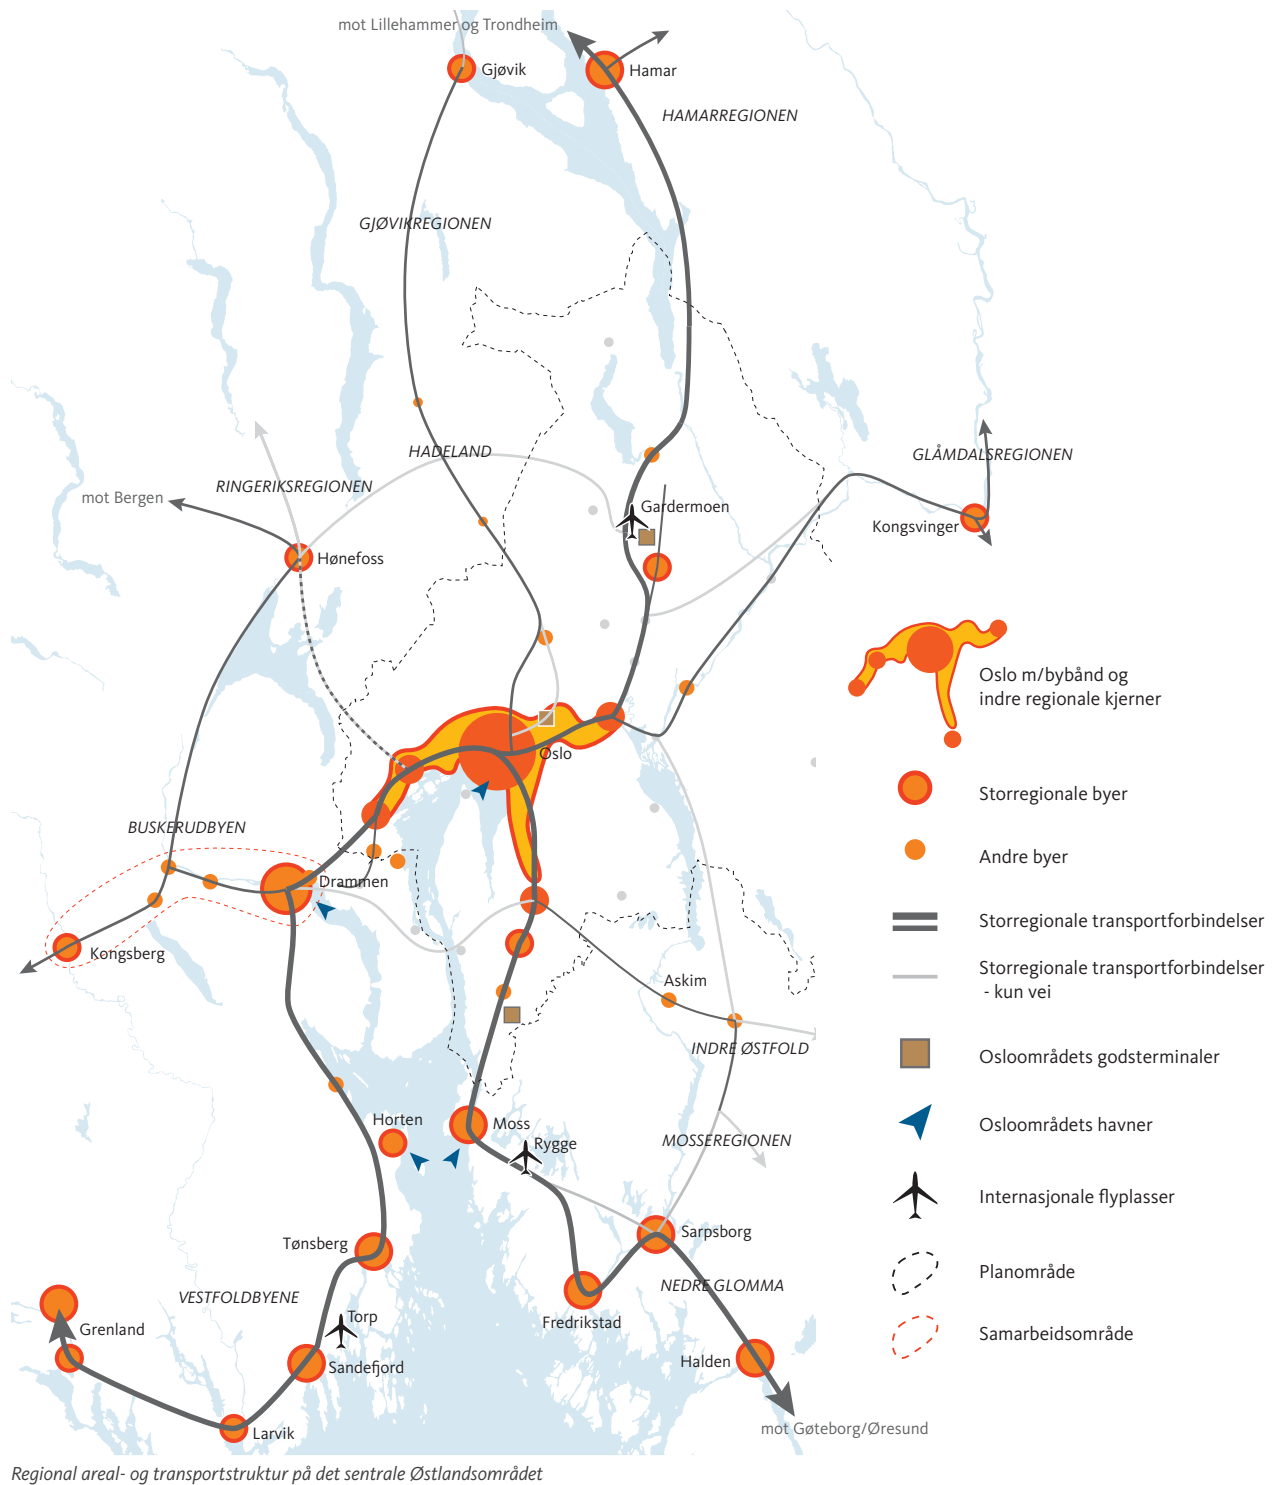 mot Lillehammer og Trondheim
Gjøvik
Hamar
HAMARREGIONEN
GJØVIKREGIONEN
HADELAND
GLÅMDALSREGIONEN
RINGERIKSREGIONEN
mot Bergen
Gardermoen
Kongsvinger
Hønefoss
Oslo m/bybånd og
indre regionale kjerner
Oslo
Storregionale byer
BUSKERUDBYEN
Andre byer
Drammen
Storregionale transportforbindelser
Kongsberg
Storregionale transportforbindelser
- kun vei
Askim
INDRE ØSTFOLD
Osloområdets godsterminaler
Horten
Moss
Osloområdets havner
Rygge
MOSSEREGIONEN
Internasjonale flyplasser
Sarpsborg
Tønsberg
Planområde
NEDRE GLOMMA
VESTFOLDBYENE
Torp
Fredrikstad
Grenland
Samarbeidsområde
Sandefjord
Halden
Larvik
mot Gøteborg/Øresund
Regional areal- og transportstruktur på det sentrale Østlandsområdet